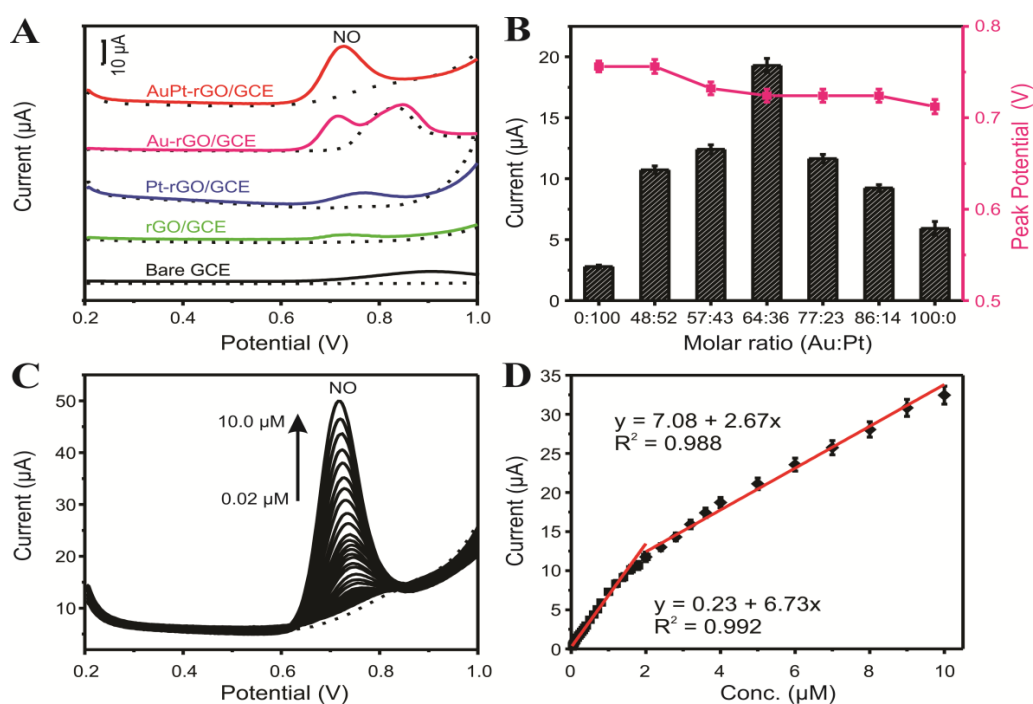 A
10 µA
NO
AuPt-rGO/GCE
Au-rGO/GCE
Pt-rGO/GCE
rGO/GCE
Bare GCE
Current (µA)
0.2 0.4 0.6 0.8 1.0
Potential (V)
B
20
15
10
5
0
Current (µA)
0.8
0.7
0.6
0.5
Peak Potential (V)
0:100 48:52 57:43 64:36 77:23 86:14 100:0
Molar ratio (Au:Pt)
C
NO
10.0 µM
0.02 µM
50
40
30
20
10
Current (µA)
0.2 0.4 0.6 0.8 1.0
Potential (V)
D
35
30
25
20
15
10
5
0
Current (µA)
y = 7.08 + 2.67x
R² = 0.988
y = 0.23 + 6.73x
R² = 0.992
0 2 4 6 8 10
Conc. (µM)